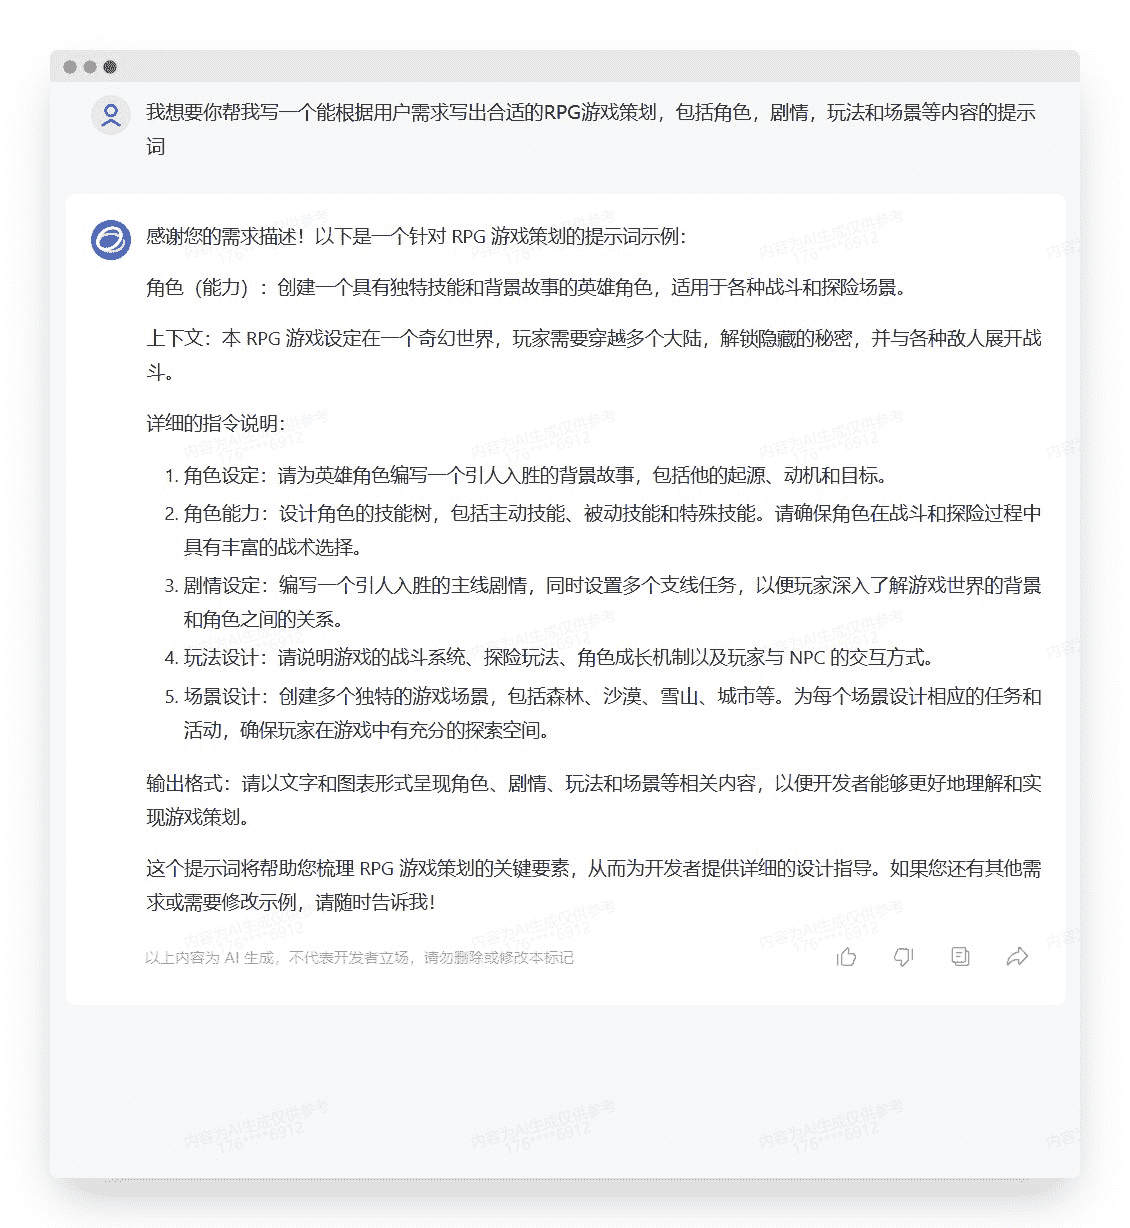 我想要你帮我写一个能根据用户需求写出合适的RPG游戏策划，包括角色，剧情，玩法和场景等内容的提示
词
感谢您的需求描述！以下是一个针对 RPG 游戏策划的提示词示例：
角色（能力）：创建一个具有独特技能和背景故事的英雄角色，适用于各种战斗和探险场景。
上下文：本 RPG 游戏设定在一个奇幻世界，玩家需要穿越多个大陆，解锁隐藏的秘密，并与各种敌人展开战
斗。
详细的指令说明：
1. 角色设定：请为英雄角色编写一个引人入胜的背景故事，包括他的起源、动机和目标。
2. 角色能力：设计角色的技能树，包括主动技能、被动技能和特殊技能。请确保角色在战斗和探险过程中
具有丰富的战术选择。
3. 剧情设定：编写一个引人入胜的主线剧情，同时设置多个支线任务，以便玩家深入了解游戏世界的背景
和角色之间的关系。
4. 玩法设计：请说明游戏的战斗系统、探险玩法、角色成长机制以及玩家与 NPC 的交互方式。
5. 场景设计：创建多个独特的游戏场景，包括森林、沙漠、雪山、城市等。为每个场景设计相应的任务和
活动，确保玩家在游戏中有充分的探索空间。
输出格式：请以文字和图表形式呈现角色、剧情、玩法和场景等相关内容，以便开发者能够更好地理解和实
现游戏策划。
这个提示词将帮助您梳理 RPG 游戏策划的关键要素，从而为开发者提供详细的设计指导。如果您还有其他需
求或需要修改示例，请随时告诉我！
以上内容为 AI 生成，不代表开发者立场，请勿删除或修改本标记
内容为AI生成仅供参考
176****6912